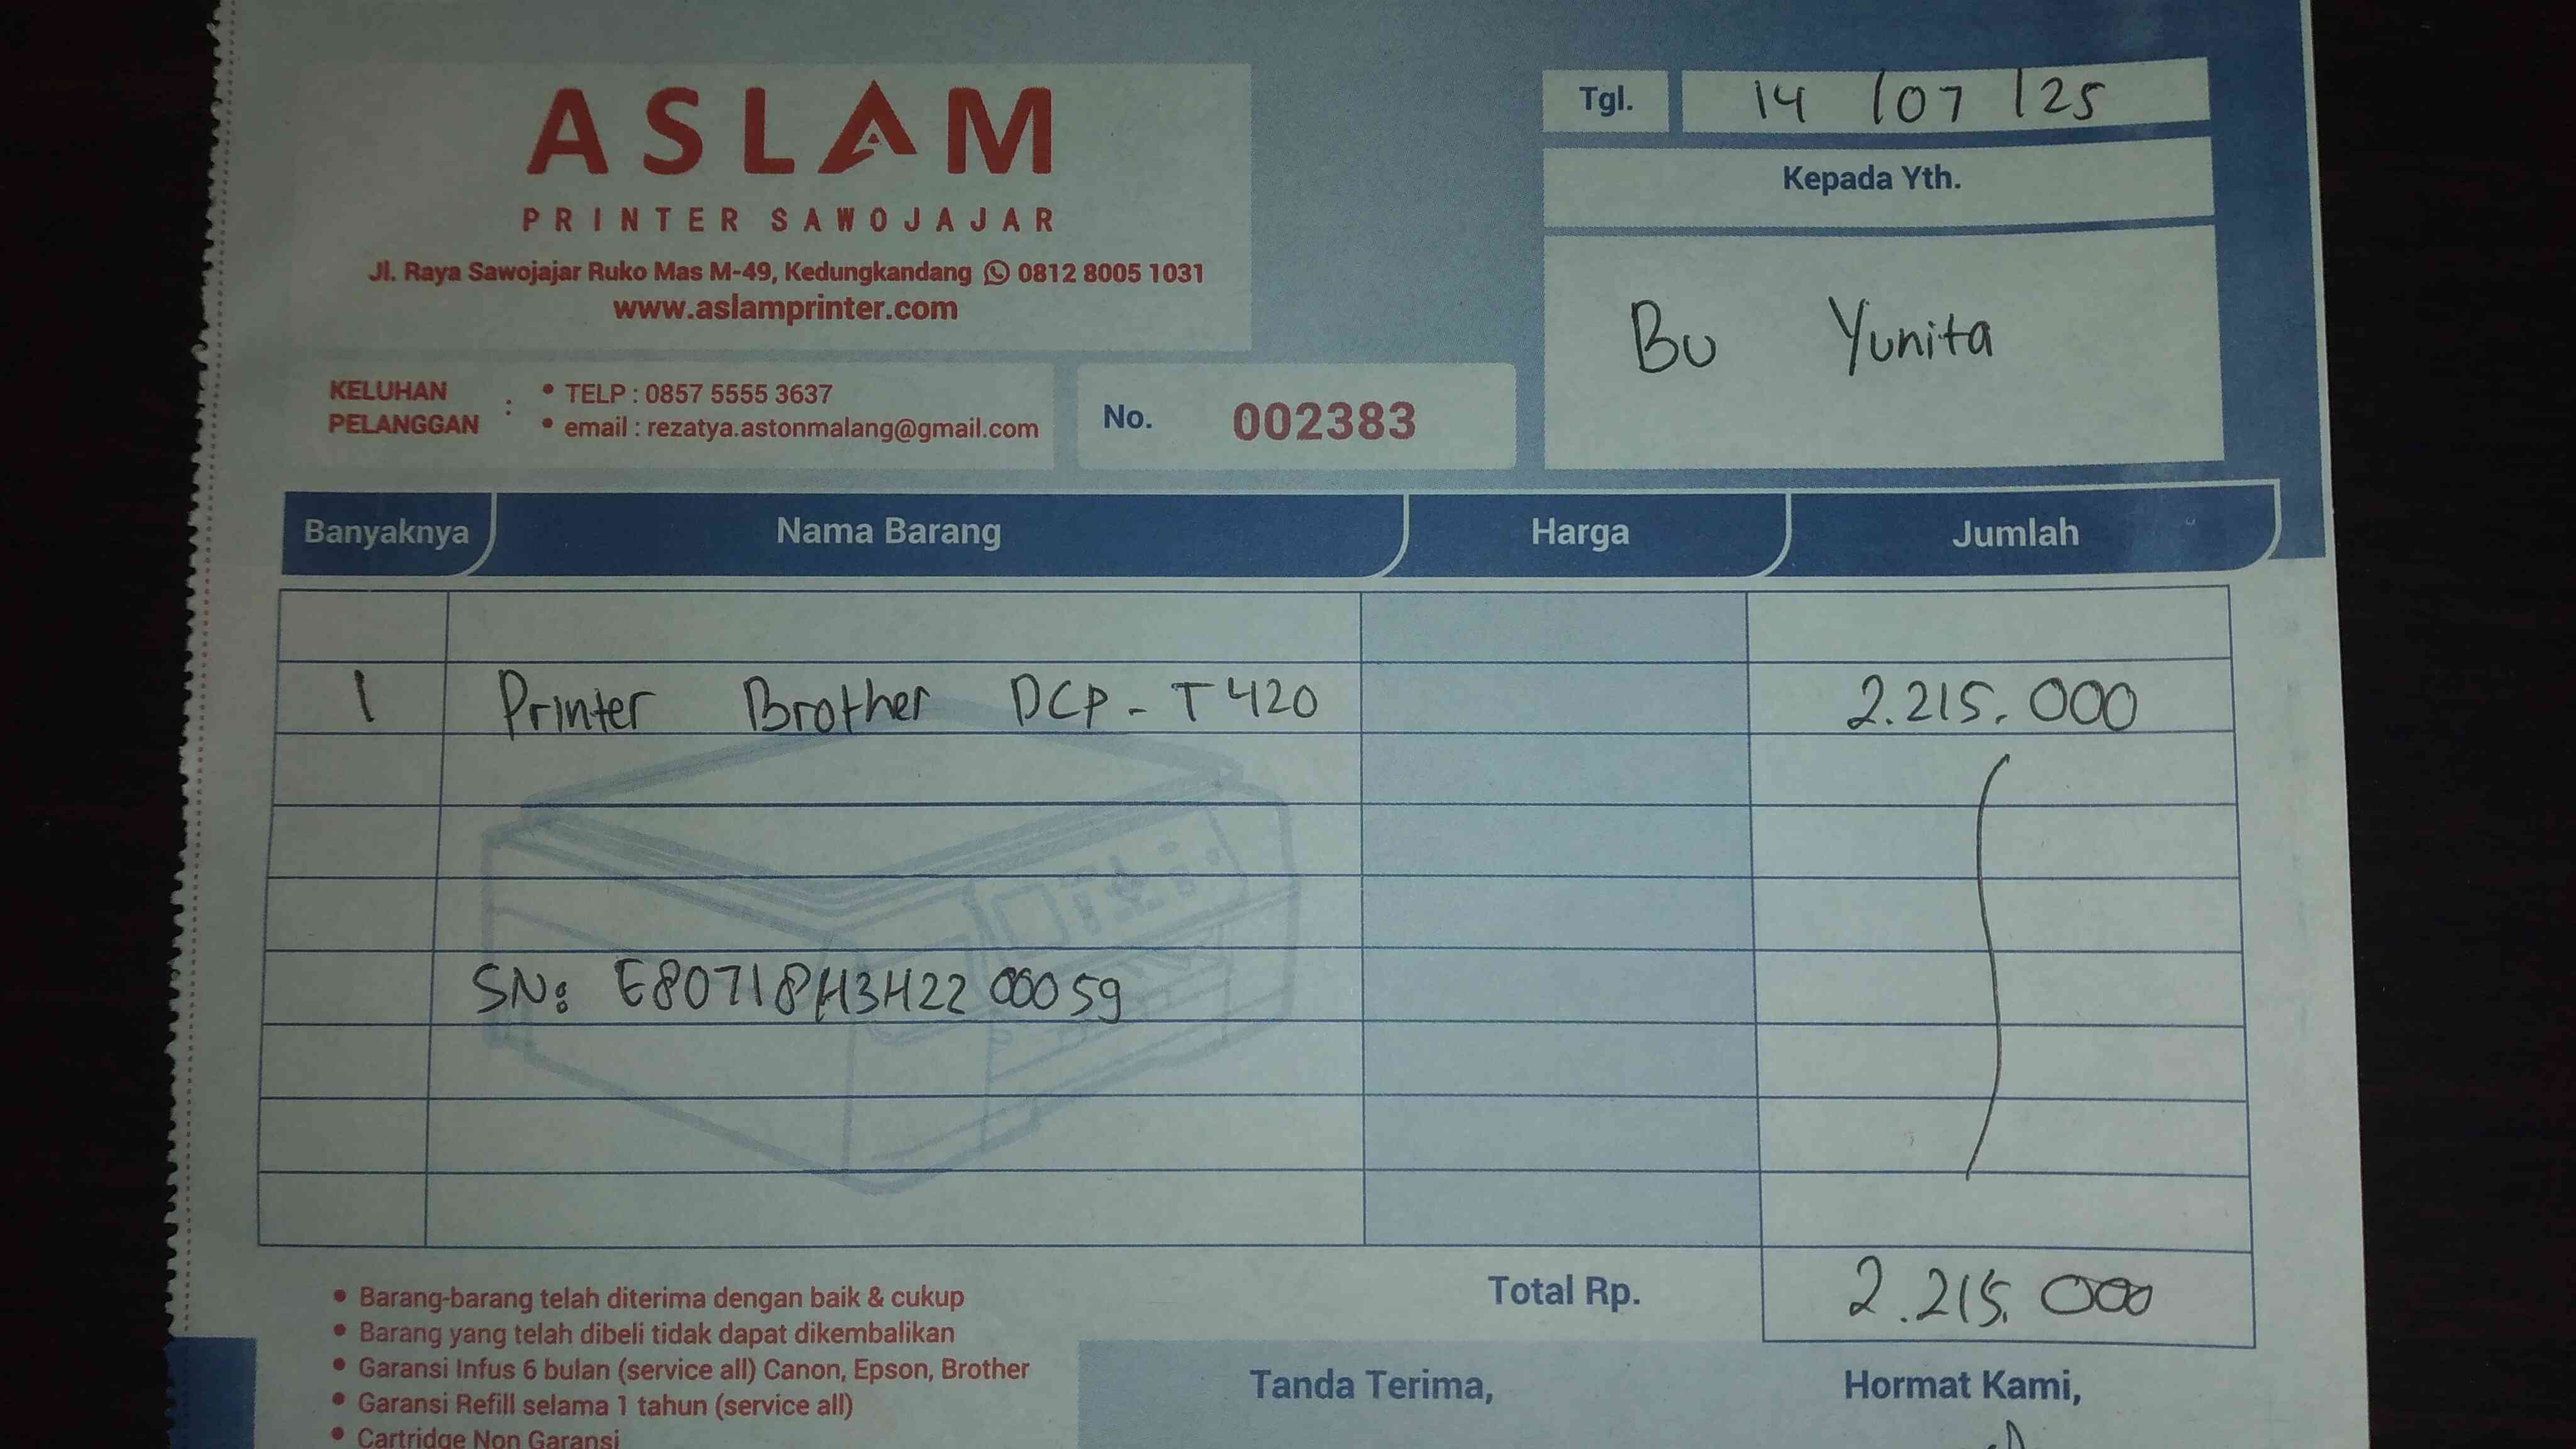 ASLAM
PRINTER SAWOJAJAR
Jl. Raya Sawojajar Ruko Mas M-49, Kedungkandang 0812 8005 1031
www.aslamprinter.com
KELUHAN PELANGGAN :
• TELP : 0857 5555 3637
• email : rezatya.astonmalang@gmail.com
No. 002383
Tgl. 14 / 07 / 25
Kepada Yth.
Bu Yunita
Banyaknya Nama Barang Harga Jumlah
1 Printer Brother DCP-T420 2.215.000
SN: E80718H3H2200059
Total Rp. 2.215.000
• Barang-barang telah diterima dengan baik & cukup
• Barang yang telah dibeli tidak dapat dikembalikan
• Garansi Infus 6 bulan (service all) Canon, Epson, Brother
• Garansi Refill selama 1 tahun (service all)
• Cartridge Non Garansi
Tanda Terima,
Hormat Kami,